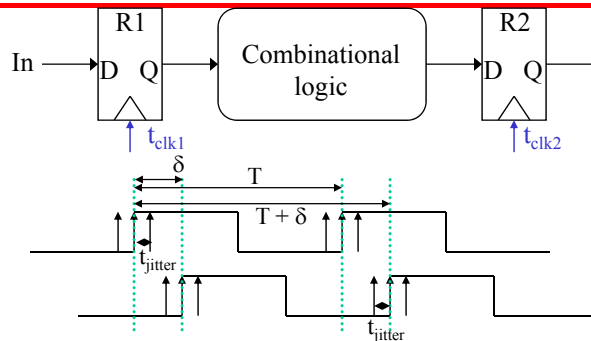 R1
R2
In
D Q
Combinational
logic
D Q
t_clk1
t_clk2
δ
T
T + δ
t_jitter
t_jitter